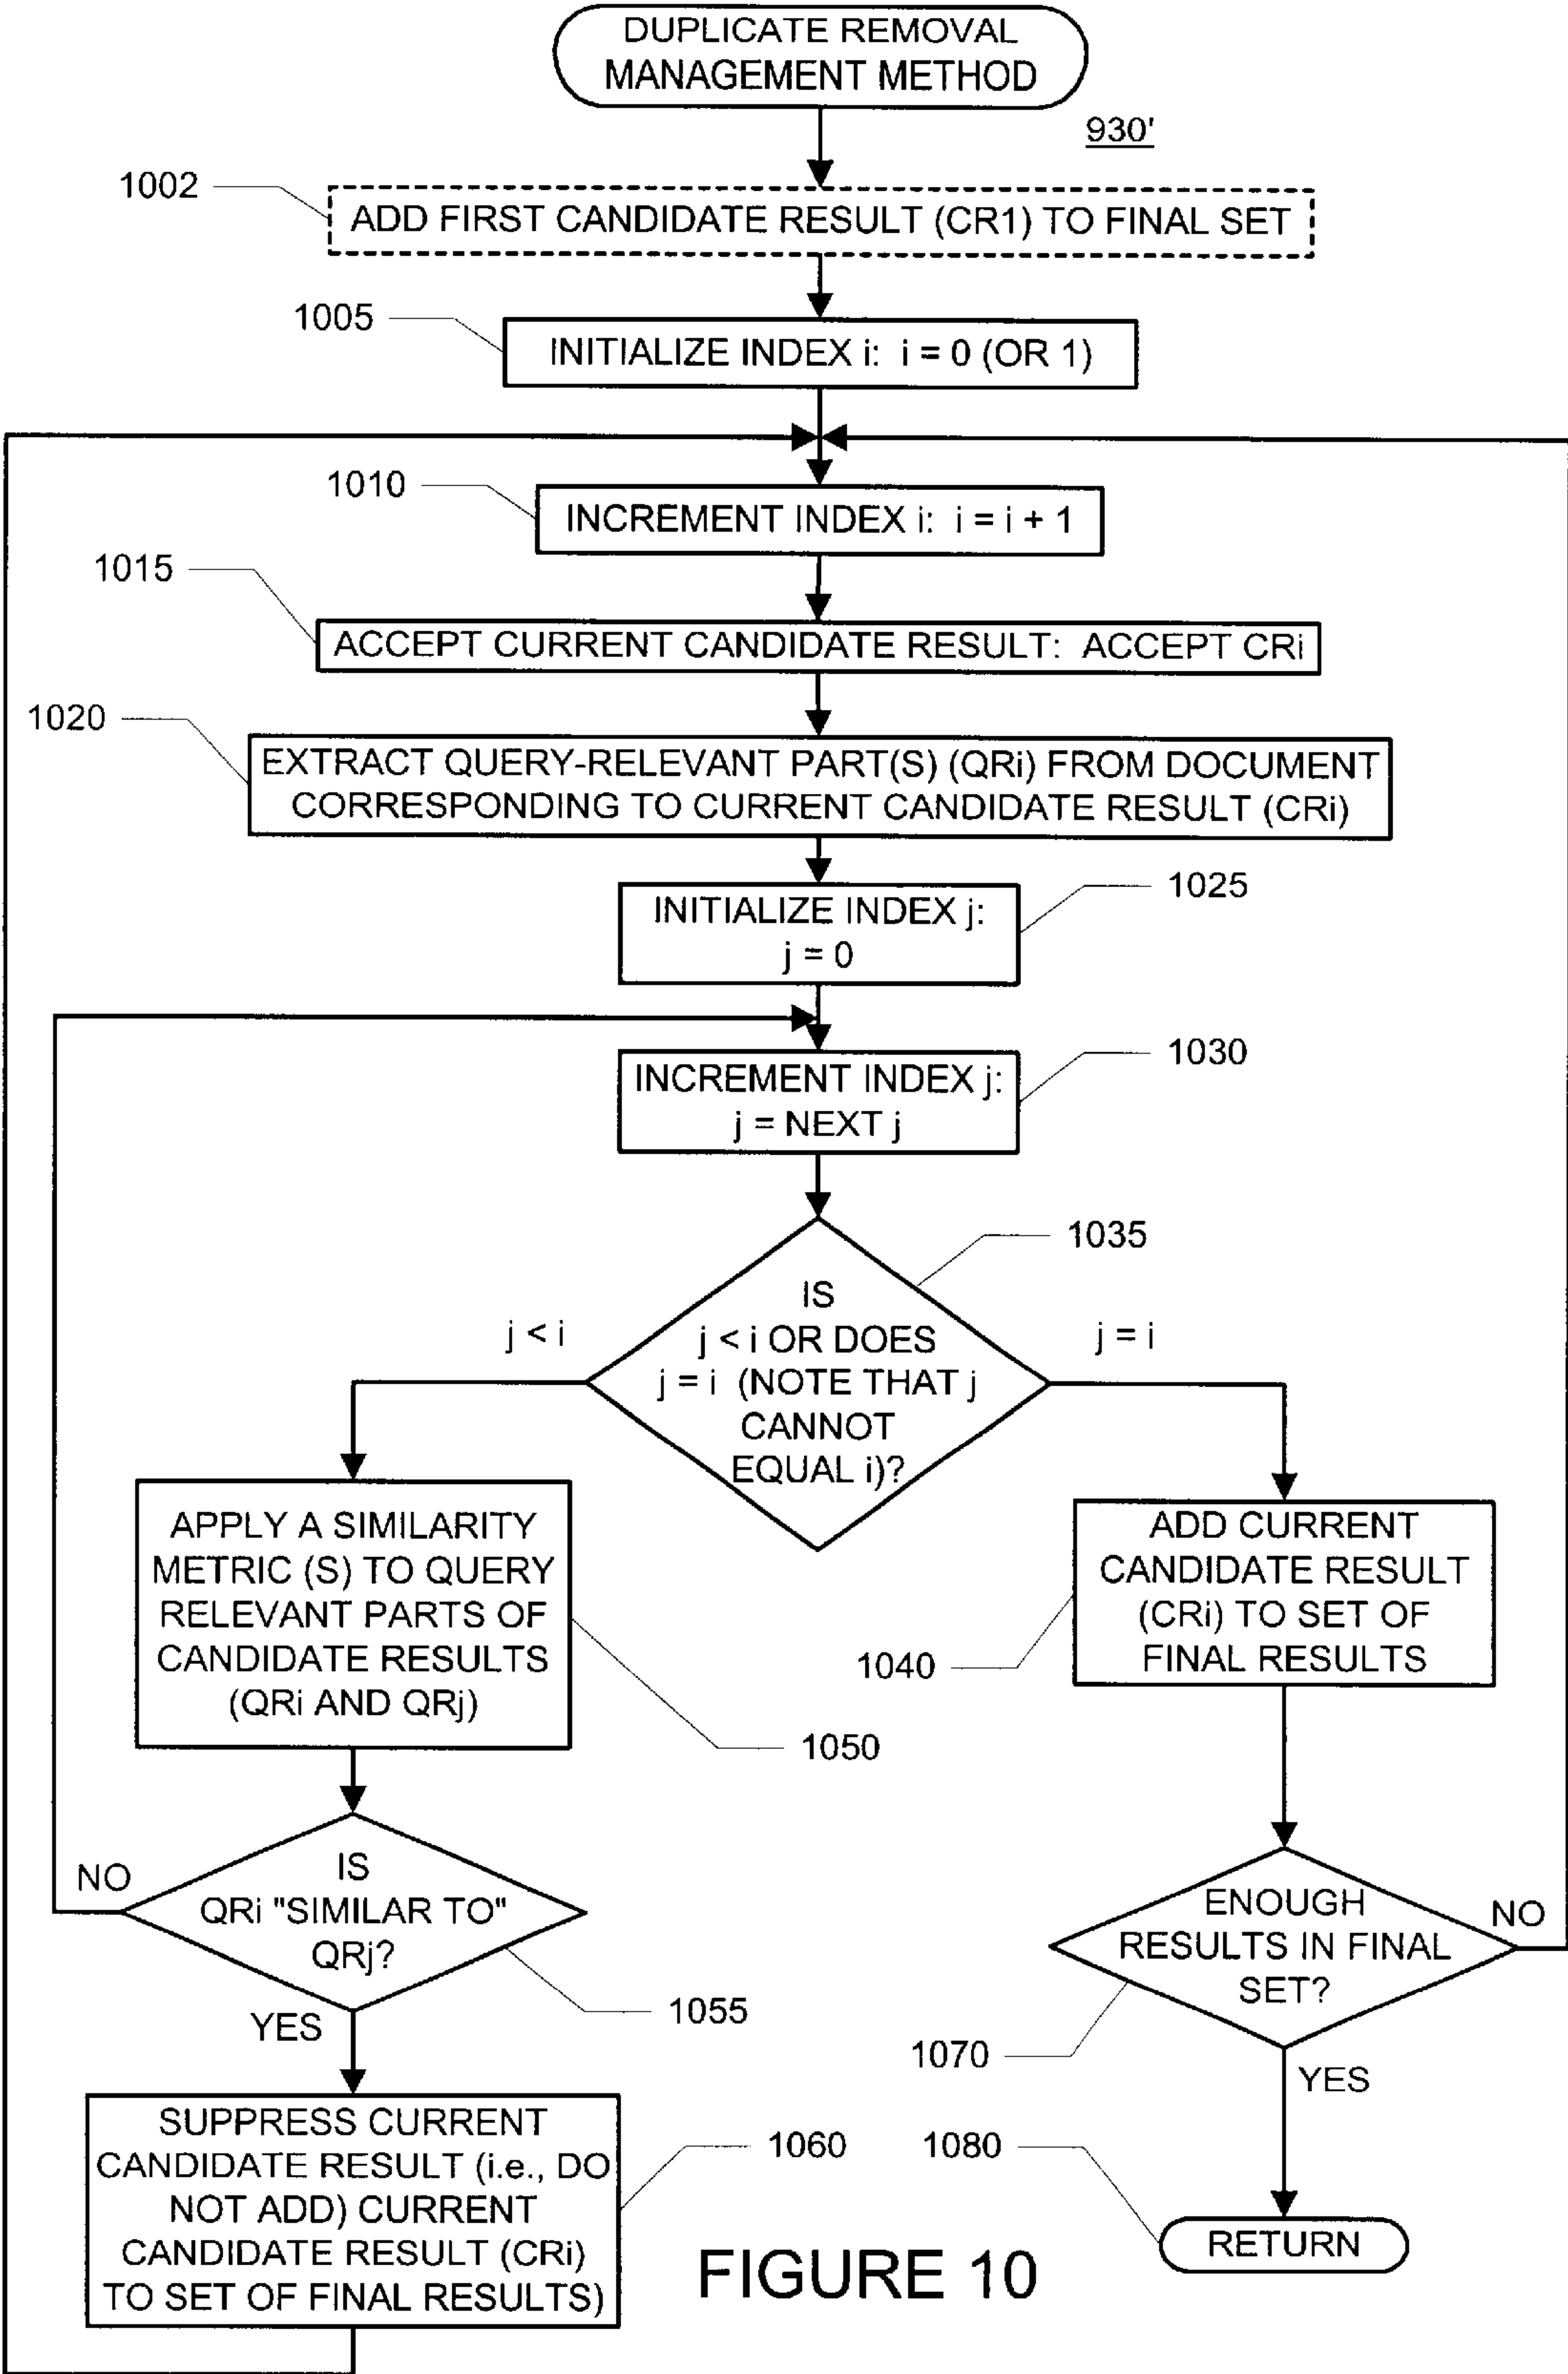 DUPLICATE REMOVAL
MANAGEMENT METHOD
930'
1002
ADD FIRST CANDIDATE RESULT (CR1) TO FINAL SET
1005
INITIALIZE INDEX i: i = 0 (OR 1)
1010
INCREMENT INDEX i: i = i + 1
1015
ACCEPT CURRENT CANDIDATE RESULT: ACCEPT CRi
1020
EXTRACT QUERY-RELEVANT PART(S) (QRi) FROM DOCUMENT
CORRESPONDING TO CURRENT CANDIDATE RESULT (CRi)
INITIALIZE INDEX j:
j = 0
1025
INCREMENT INDEX j:
j = NEXT j
1030
1035
IS
j < i OR DOES
j = i (NOTE THAT j
CANNOT
EQUAL i)?
j < i
j = i
APPLY A SIMILARITY
METRIC (S) TO QUERY
RELEVANT PARTS OF
CANDIDATE RESULTS
(QRi AND QRj)
1050
ADD CURRENT
CANDIDATE RESULT
(CRi) TO SET OF
FINAL RESULTS
1040
NO
IS
QRi "SIMILAR TO"
QRj?
1055
YES
ENOUGH
RESULTS IN FINAL
SET?
NO
1070
YES
SUPPRESS CURRENT
CANDIDATE RESULT (i.e., DO
NOT ADD) CURRENT
CANDIDATE RESULT (CRi)
TO SET OF FINAL RESULTS)
1060
1080
RETURN
FIGURE 10